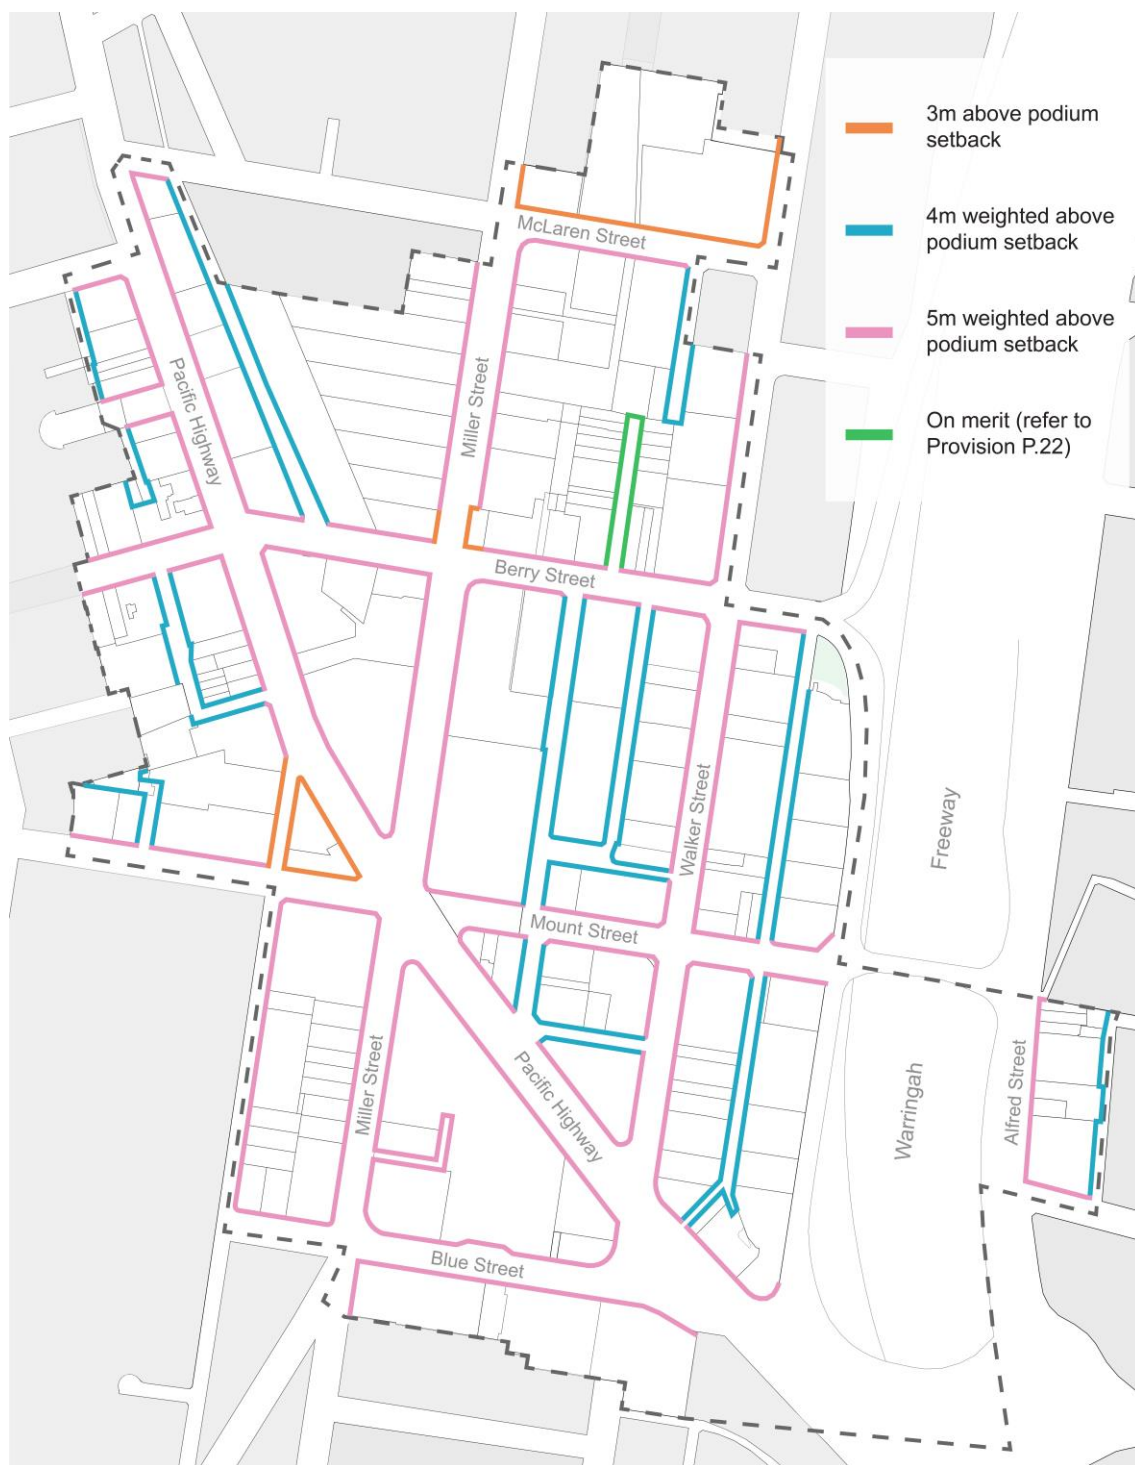 3m above podium
setback
4m weighted above
podium setback
5m weighted above
podium setback
On merit (refer to
Provision P.22)
McLaren Street
Pacific Highway
Miller Street
Berry Street
Walker Street
Freeway
Mount Street
Miller Street
Pacific Highway
Warringah
Alfred Street
Blue Street